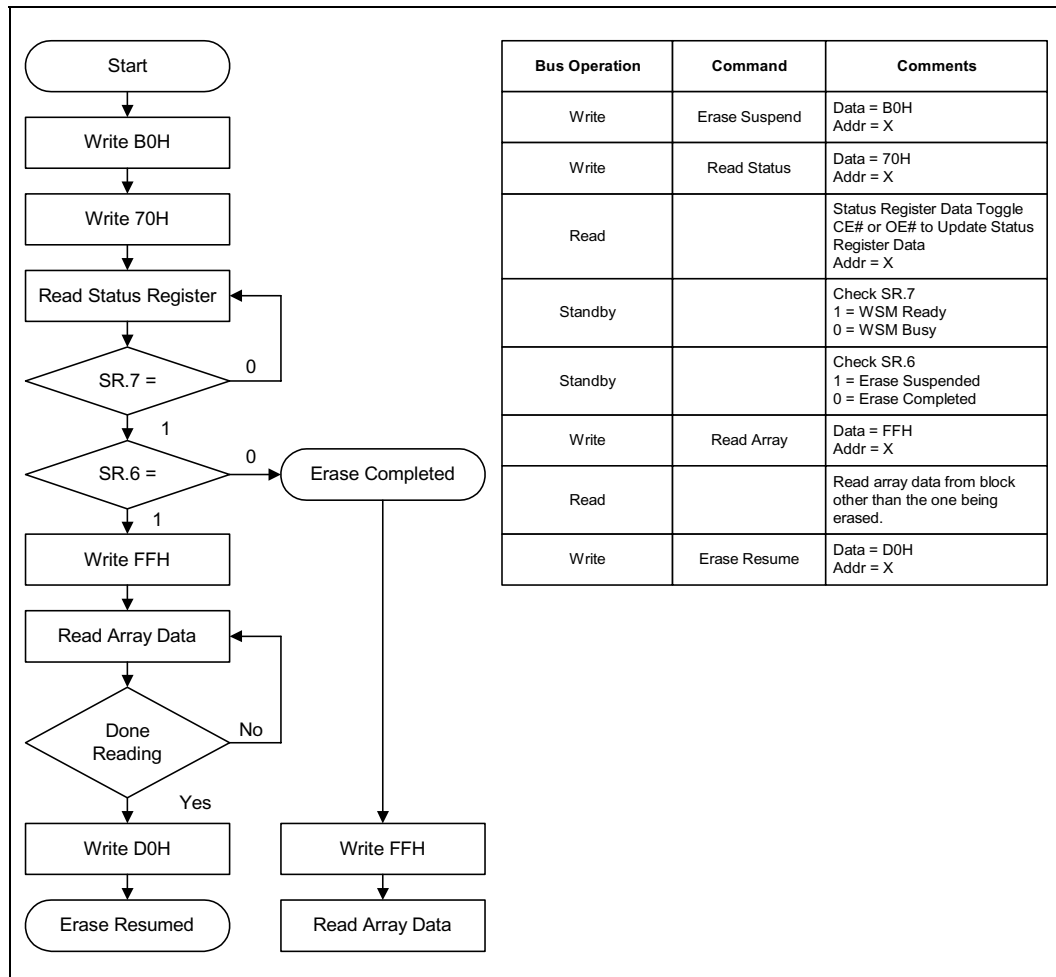 Start
Write B0H
Write 70H
Read Status Register
SR.7 =
0
1
SR.6 =
0
Erase Completed
1
Write FFH
Read Array Data
Done
Reading
No
Yes
Write D0H
Write FFH
Erase Resumed
Read Array Data
Bus Operation Command Comments
Write Erase Suspend Data = B0H
Addr = X
Write Read Status Data = 70H
Addr = X
Read Status Register Data Toggle
CE# or OE# to Update Status
Register Data
Addr = X
Standby Check SR.7
1 = WSM Ready
0 = WSM Busy
Standby Check SR.6
1 = Erase Suspended
0 = Erase Completed
Write Read Array Data = FFH
Addr = X
Read Read array data from block
other than the one being
erased.
Write Erase Resume Data = D0H
Addr = X